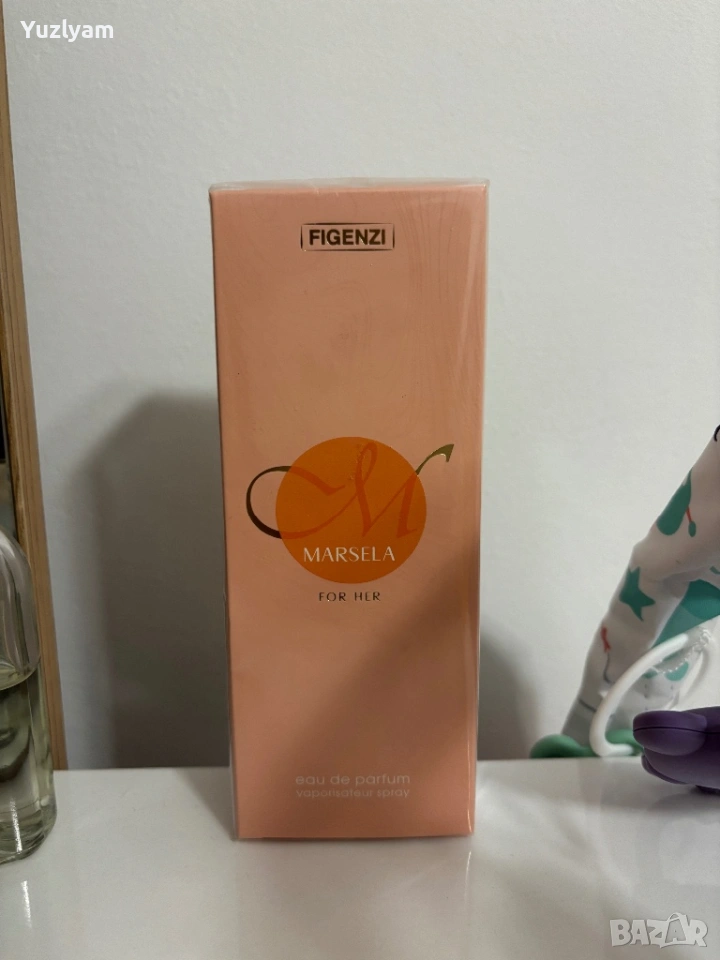 Yuzlyam
FIGENZI
M
MARSELA
FOR HER
eau de parfum
vaporisateur spray
BAZAR